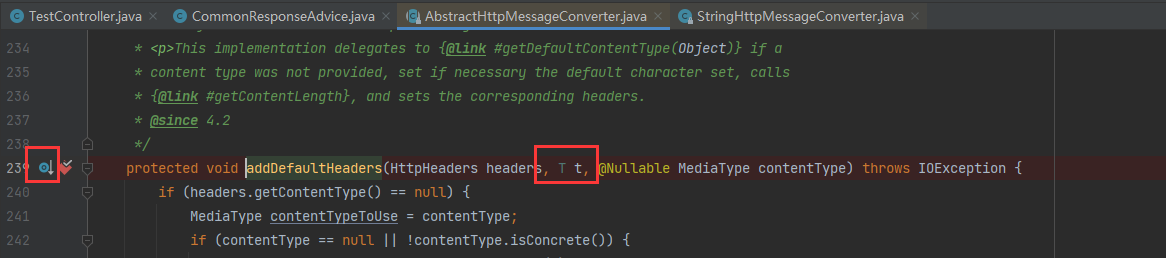 TestController.java × CommonResponseAdvice.java × AbstractHttpMessageConverter.java × StringHttpMessageConverter.java ×
234 * <p>This implementation delegates to {@link #getDefaultContentType(Object)} if a
235 * content type was not provided, set if necessary the default character set, calls
236 * {@link #getContentLength}, and sets the corresponding headers.
237 * @since 4.2
238 */
239 protected void addDefaultHeaders(HttpHeaders headers, T t, @Nullable MediaType contentType) throws IOException {
240 if (headers.getContentType() == null) {
241 MediaType contentTypeToUse = contentType;
242 if (contentType == null || !contentType.isConcrete()) {